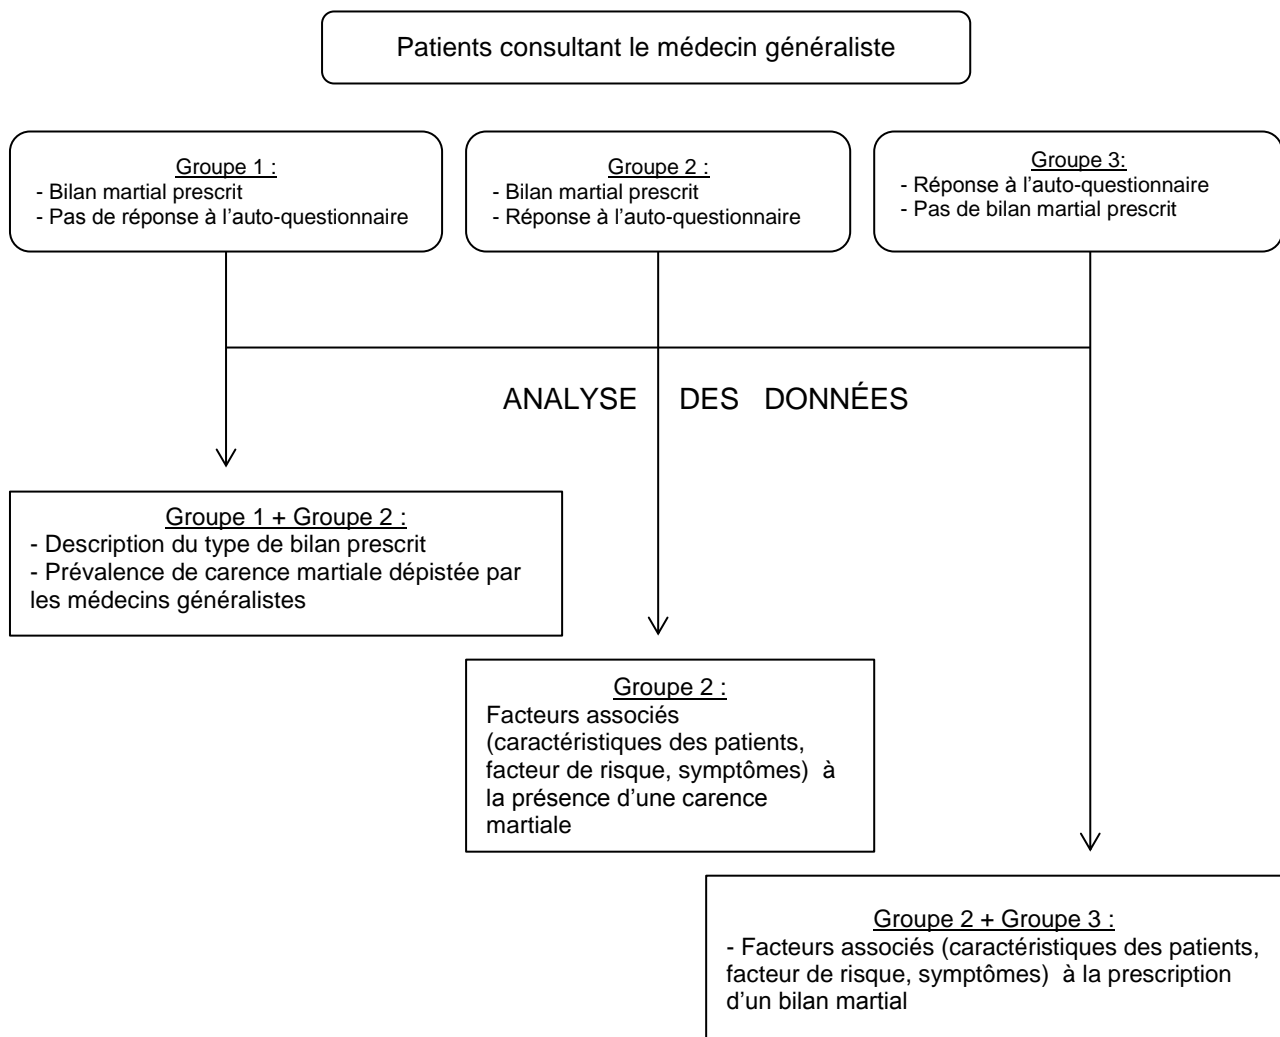 Patients consultant le médecin généraliste
Groupe 1 :
- Bilan martial prescrit
- Pas de réponse à l'auto-questionnaire
Groupe 2 :
- Bilan martial prescrit
- Réponse à l'auto-questionnaire
Groupe 3:
- Réponse à l'auto-questionnaire
- Pas de bilan martial prescrit
ANALYSE DES DONNÉES
Groupe 1 + Groupe 2 :
- Description du type de bilan prescrit
- Prévalence de carence martiale dépistée par
les médecins généralistes
Groupe 2 :
Facteurs associés
(caractéristiques des patients,
facteur de risque, symptômes) à
la présence d'une carence
martiale
Groupe 2 + Groupe 3 :
- Facteurs associés (caractéristiques des patients,
facteur de risque, symptômes) à la prescription
d'un bilan martial